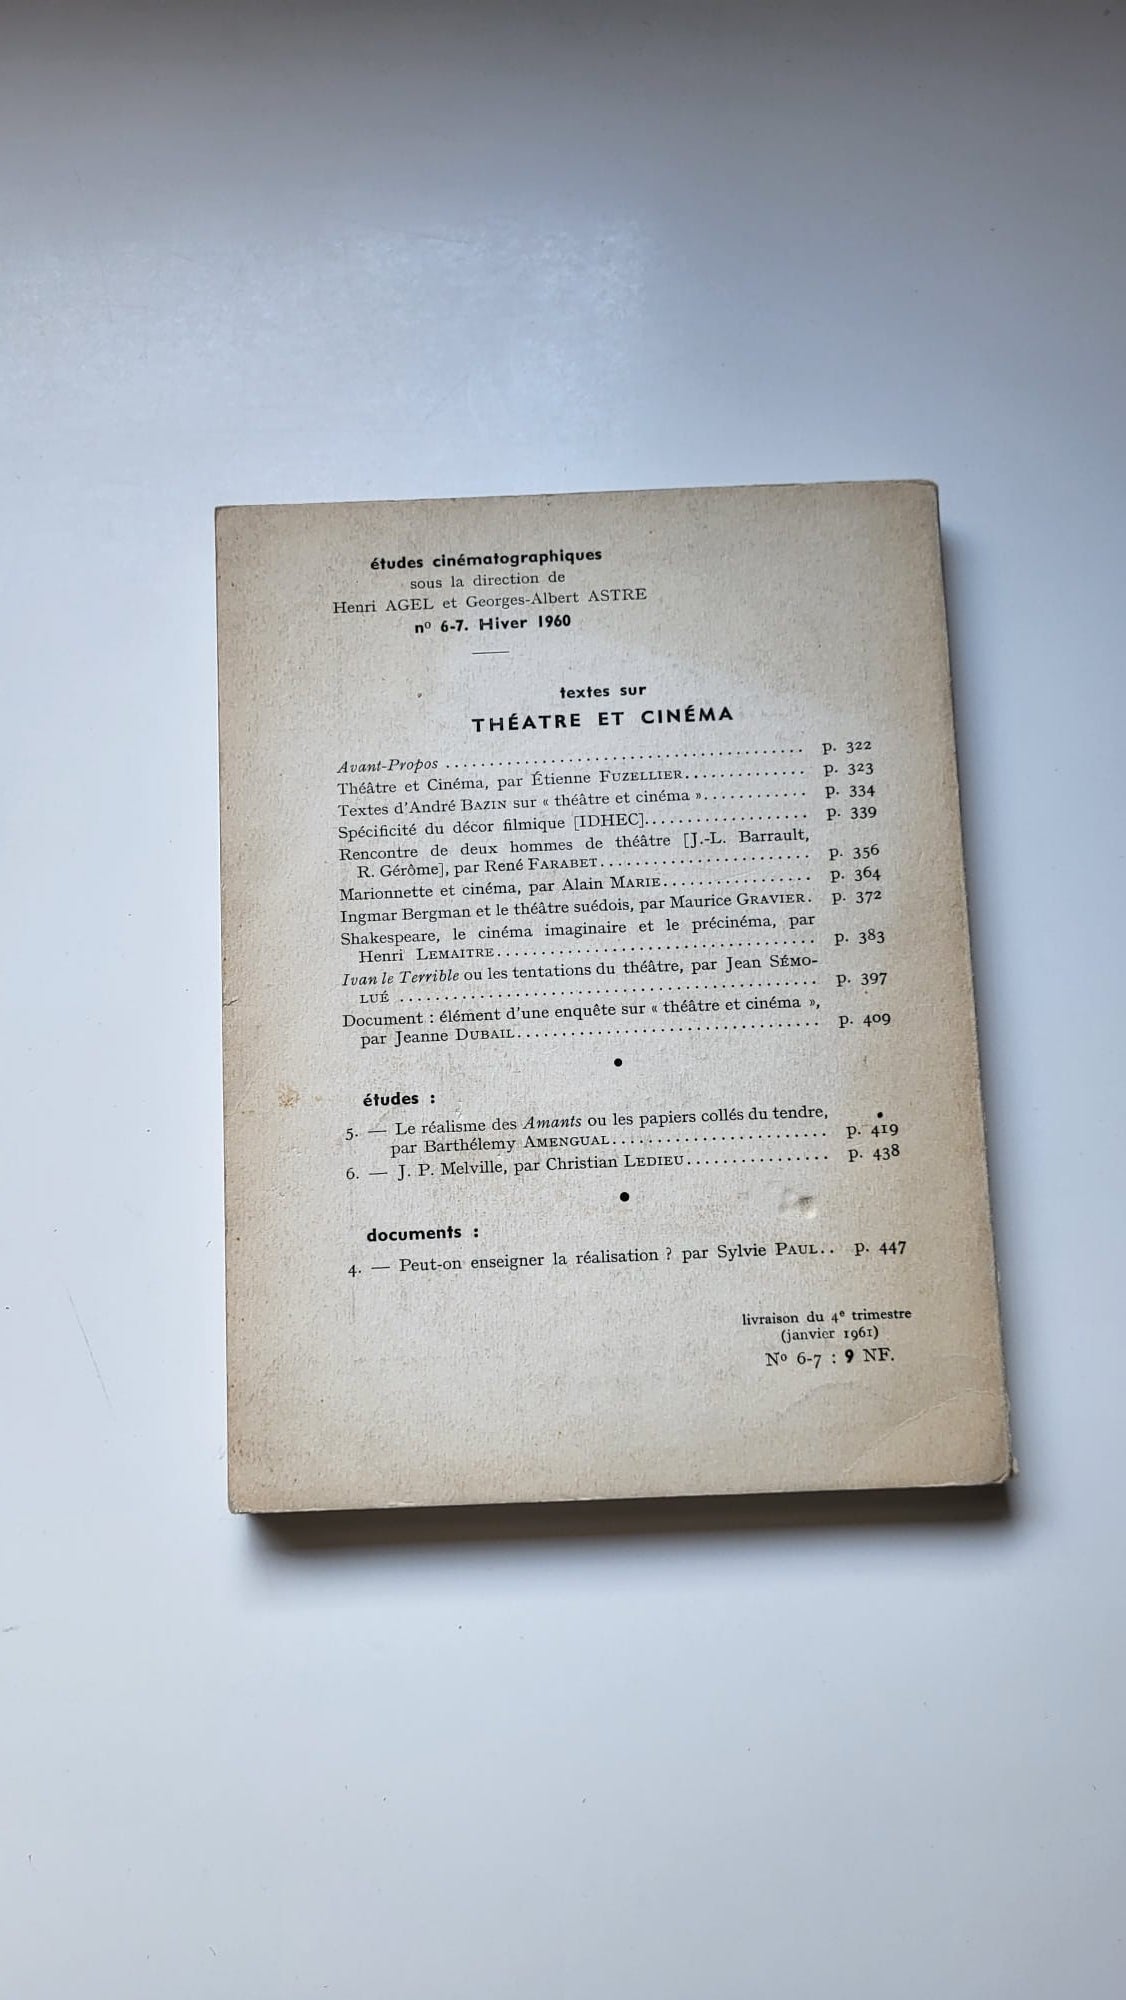 études cinématographiques
sous la direction de
Henri AGEL et Georges-Albert ASTRE
nº 6-7. Hiver 1960
textes sur
THÉATRE ET CINÉMA
Avant-Propos ........................................ p. 322
Théâtre et Cinéma, par Étienne FUZELLIER.............. p. 323
Textes d'André BAZIN sur « théâtre et cinéma »............ p. 334
Spécificité du décor filmique [IDHEC]................... p. 339
Rencontre de deux hommes de théâtre [J.-L. Barrault,
R. Gérôme], par René FARABET........................ p. 356
Marionnette et cinéma, par Alain MARIE................. p. 364
Ingmar Bergman et le théâtre suédois, par Maurice GRAVIER. p. 372
Shakespeare, le cinéma imaginaire et le précinéma, par
Henri LEMAITRE.................................... p. 383
Ivan le Terrible ou les tentations du théâtre, par Jean SÉMO-
LUÉ .............................................. p. 397
Document : élément d'une enquête sur « théâtre et cinéma »,
par Jeanne DUBAIL................................. p. 409
études :
5. — Le réalisme des Amants ou les papiers collés du tendre,
par Barthélemy AMENGUAL........................ p. 419
6. — J. P. Melville, par Christian LEDIEU................ p. 438
documents :
4. — Peut-on enseigner la réalisation ? par Sylvie PAUL.. p. 447
livraison du 4e trimestre
(janvier 1961)
Nº 6-7 : 9 NF.